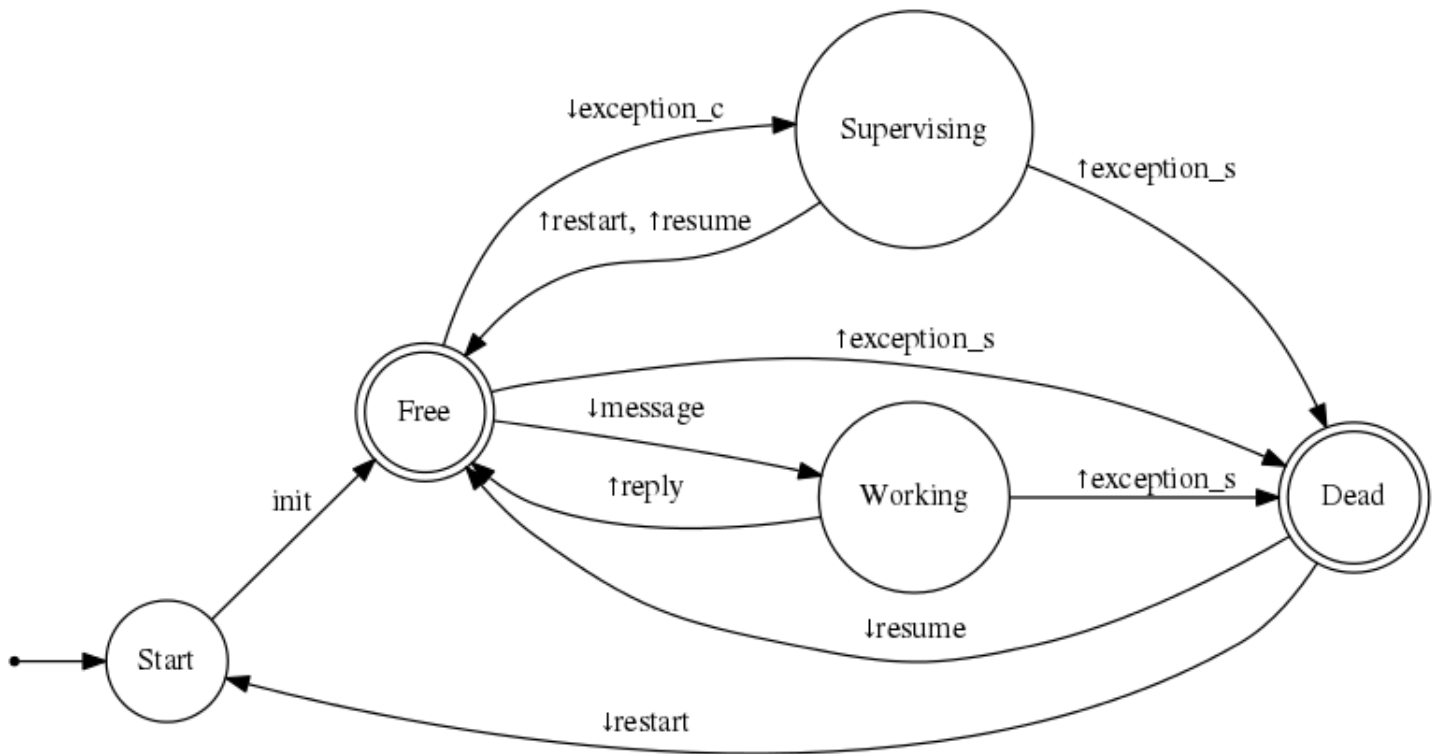 ↓exception_c
Supervising
↑exception_s
↑restart, ↑resume
↑exception_s
Free
↓message
↑reply
Working
↑exception_s
Dead
init
↓resume
Start
↓restart